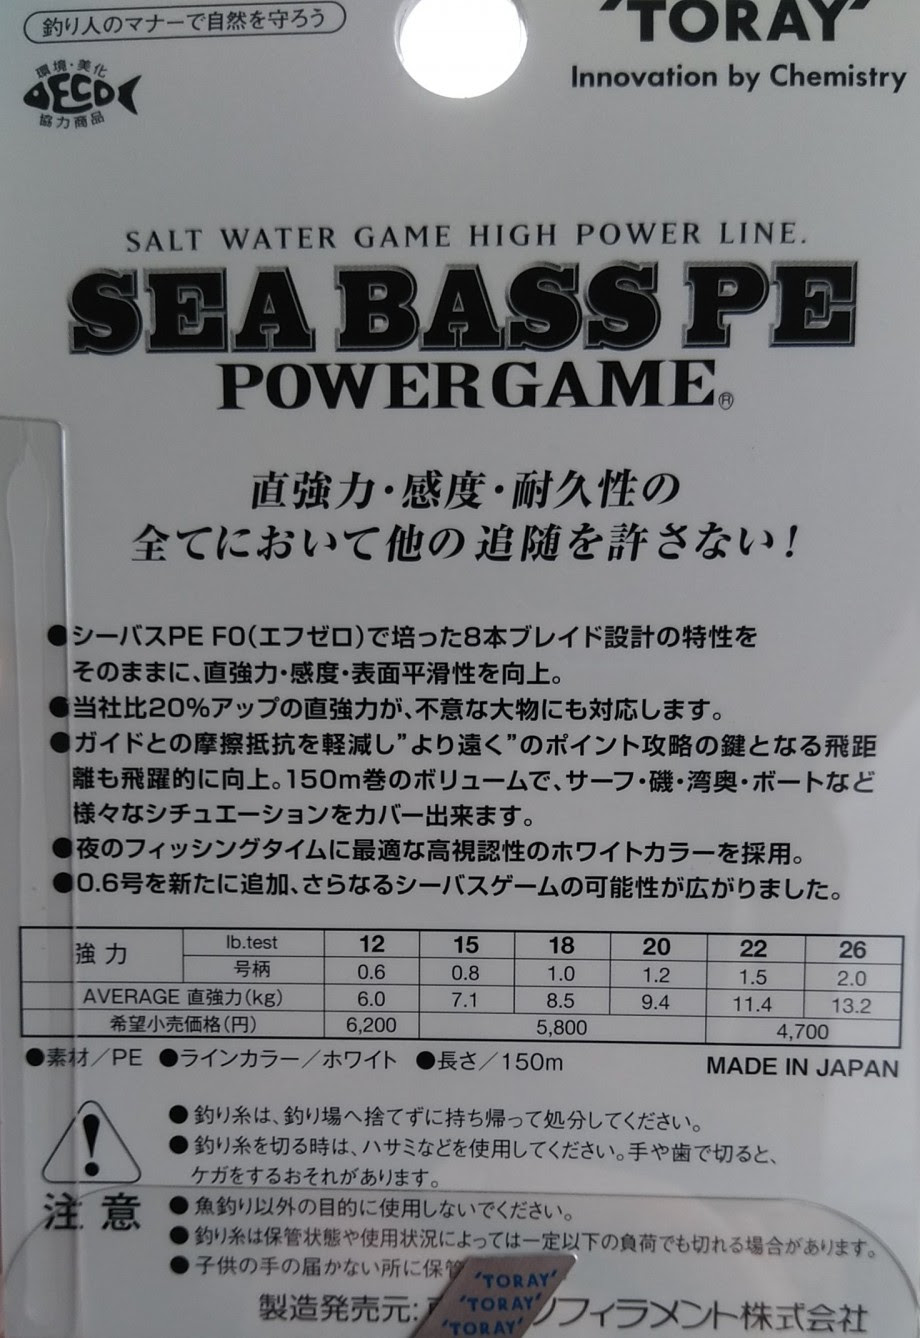 釣り人のマナーで自然を守ろう
'TORAY'
Innovation by Chemistry
環境・美化
ECO
協力商品
SALT WATER GAME HIGH POWER LINE.
SEA BASS PE
POWERGAME®
直強力・感度・耐久性の
全てにおいて他の追随を許さない!
●シーバスPE F0(エフゼロ)で培った8本ブレイド設計の特性を
そのままに、直強力・感度・表面平滑性を向上。
●当社比20%アップの直強力が、不意な大物にも対応します。
●ガイドとの摩擦抵抗を軽減し"より遠く"のポイント攻略の鍵となる飛距
離も飛躍的に向上。150m巻のボリュームで、サーフ・磯・湾奥・ボートなど
様々なシチュエーションをカバー出来ます。
●夜のフィッシングタイムに最適な高視認性のホワイトカラーを採用。
●0.6号を新たに追加、さらなるシーバスゲームの可能性が広がりました。
強力 lb.test 12 15 18 20 22 26
号柄 0.6 0.8 1.0 1.2 1.5 2.0
AVERAGE 直強力(kg) 6.0 7.1 8.5 9.4 11.4 13.2
希望小売価格(円) 6,200 5,800 4,700
●素材/PE ●ラインカラー/ホワイト ●長さ/150m MADE IN JAPAN
注意
●釣り糸は、釣り場へ捨てずに持ち帰って処分してください。
●釣り糸を切る時は、ハサミなどを使用してください。手や歯で切ると、
ケガをするおそれがあります。
●魚釣り以外の目的に使用しないでください。
●釣り糸は保管状態や使用状況によっては一定以下の負荷でも切れる場合があります。
●子供の手の届かない所に保管
製造発売元: フィラメント株式会社
'TORAY'
'TORAY'
'TORAY'